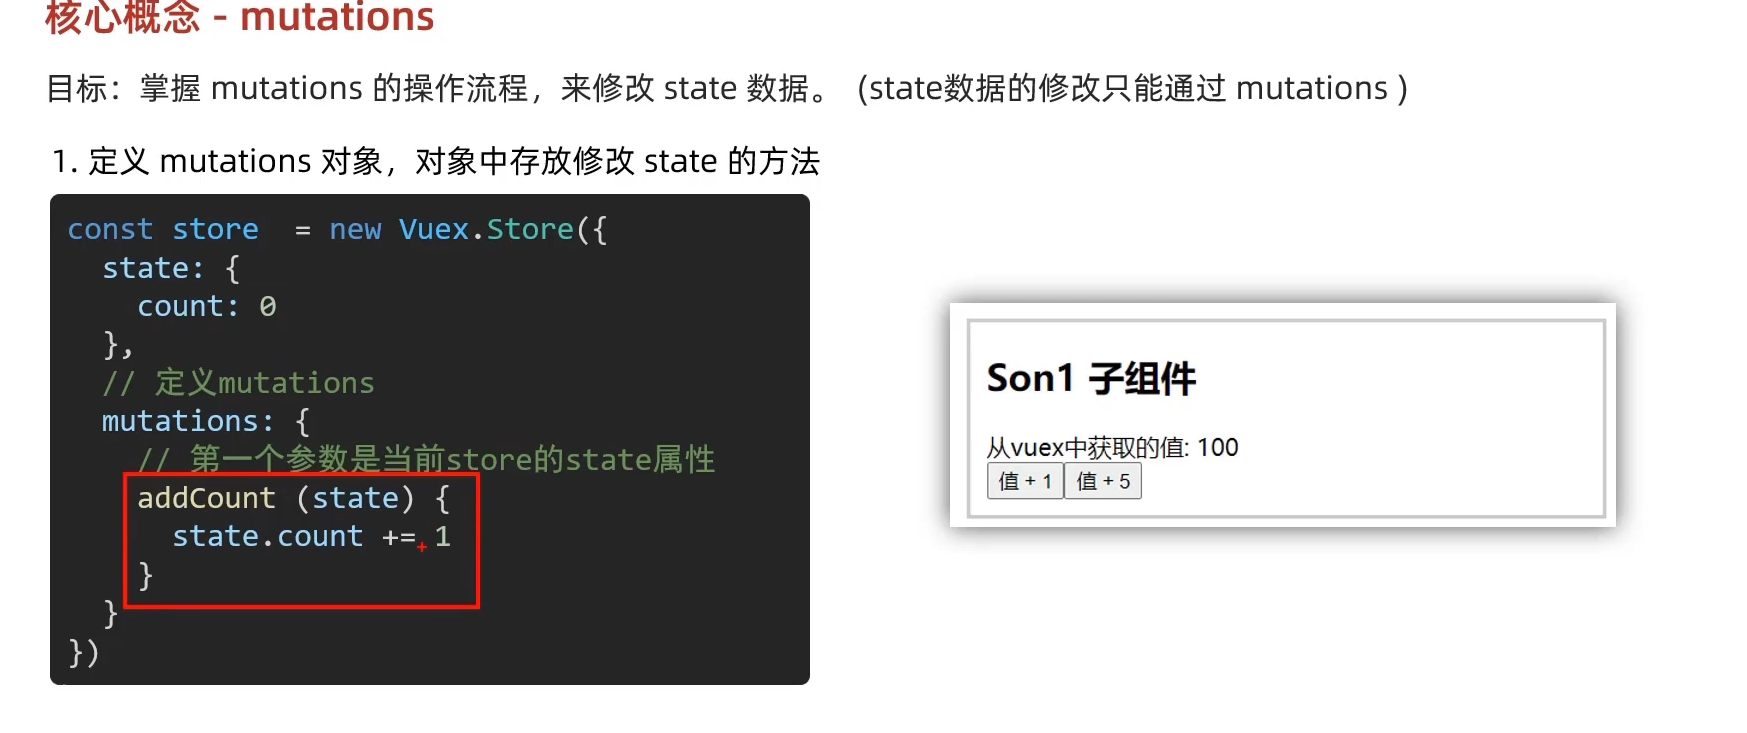 核心概念 - mutations
目标：掌握 mutations 的操作流程，来修改 state 数据。 (state数据的修改只能通过 mutations )
1. 定义 mutations 对象，对象中存放修改 state 的方法
const store  = new Vuex.Store({
  state: {
    count: 0
  },
  // 定义mutations
  mutations: {
    // 第一个参数是当前store的state属性
    addCount (state) {
      state.count += 1
    }
  }
})
Son1 子组件
从vuex中获取的值: 100
值 + 1 值 + 5